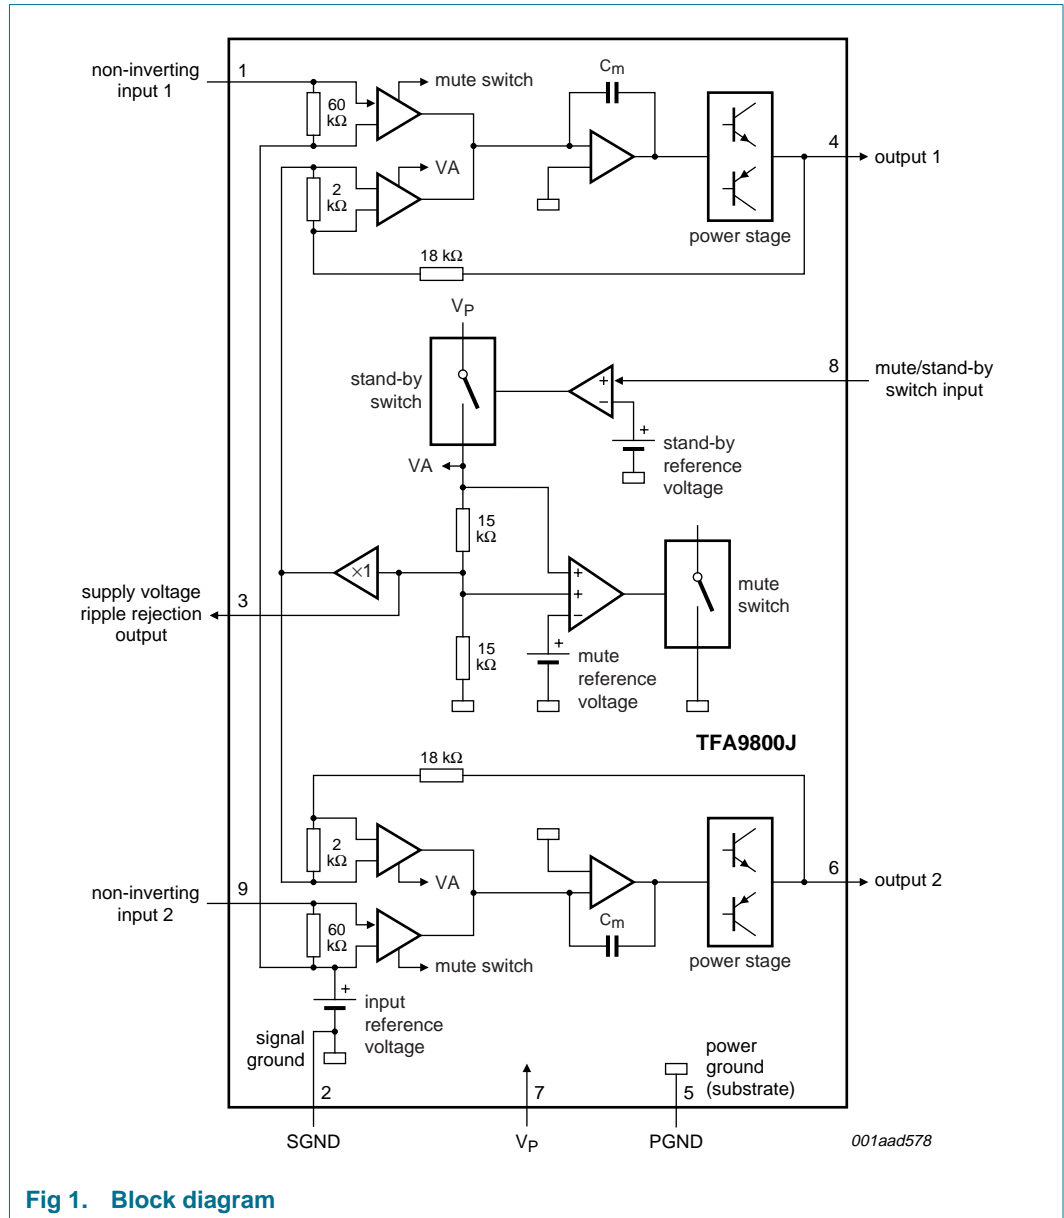 non-inverting
input 1
1
60
kΩ
mute switch
Cm
4
output 1
2
kΩ
VA
power stage
18 kΩ
VP
stand-by
switch
+
−
8
mute/stand-by
switch input
+
stand-by
reference
voltage
VA
15
kΩ
×1
supply voltage
ripple rejection
output
3
+
+
−
mute
switch
15
kΩ
+
mute
reference
voltage
TFA9800J
18 kΩ
2
kΩ
VA
non-inverting
input 2
9
60
kΩ
mute switch
Cm
6
output 2
power stage
+
input
reference
voltage
signal
ground
power
ground
(substrate)
2
7
5
SGND
VP
PGND
001aad578
Fig 1. Block diagram